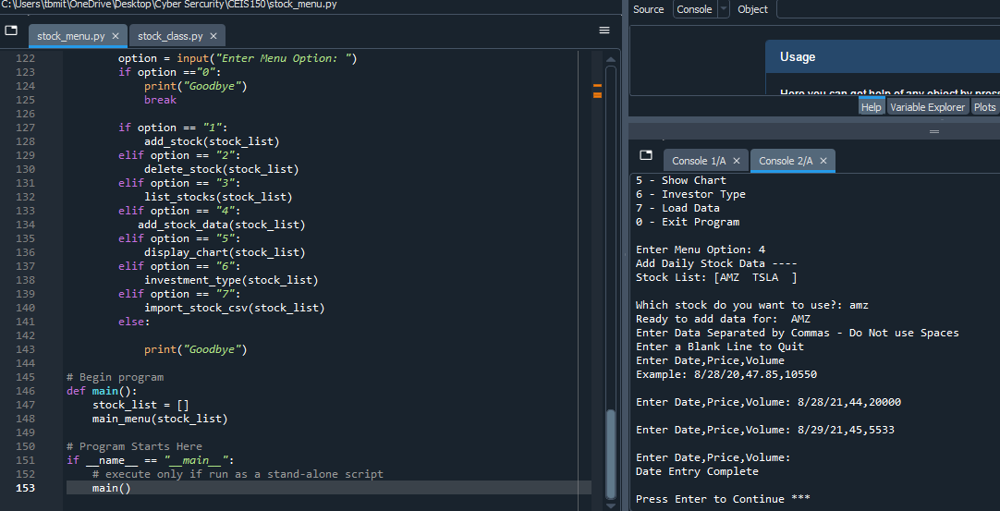 C:\Users\tbmit\OneDrive\Desktop\Cyber Sercurity\CEIS150\stock_menu.py
stock_menu.py ×
stock_class.py ×
122 option = input("Enter Menu Option: ")
123 if option =="0":
124 print("Goodbye")
125 break
126
127 if option == "1":
128 add_stock(stock_list)
129 elif option == "2":
130 delete_stock(stock_list)
131 elif option == "3":
132 list_stocks(stock_list)
133 elif option == "4":
134 add_stock_data(stock_list)
135 elif option == "5":
136 display_chart(stock_list)
137 elif option == "6":
138 investment_type(stock_list)
139 elif option == "7":
140 import_stock_csv(stock_list)
141 else:
142
143 print("Goodbye")
144
145 # Begin program
146 def main():
147 stock_list = []
148 main_menu(stock_list)
149
150 # Program Starts Here
151 if __name__ == "__main__":
152 # execute only if run as a stand-alone script
153 main()
Source Console Object
Usage
Here you can get help of any object by press
Help Variable Explorer Plots
Console 1/A × Console 2/A ×
5 - Show Chart
6 - Investor Type
7 - Load Data
0 - Exit Program
Enter Menu Option: 4
Add Daily Stock Data ----
Stock List: [AMZ  TSLA  ]
Which stock do you want to use?: amz
Ready to add data for:  AMZ
Enter Data Separated by Commas - Do Not use Spaces
Enter a Blank Line to Quit
Enter Date,Price,Volume
Example: 8/28/20,47.85,10550
Enter Date,Price,Volume: 8/28/21,44,20000
Enter Date,Price,Volume: 8/29/21,45,5533
Enter Date,Price,Volume:
Date Entry Complete
Press Enter to Continue ***